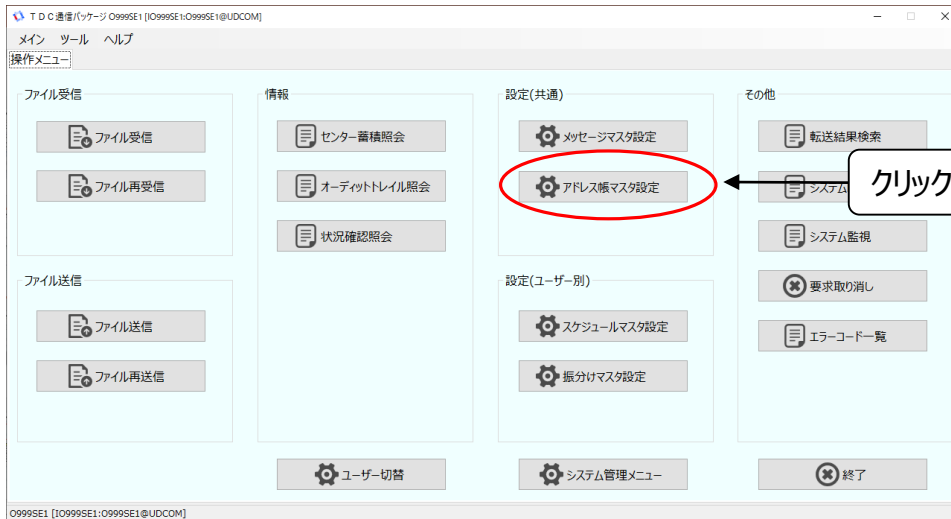 TDC通信パッケージ O999SE1 [IO999SE1:O999SE1@UDCOM]
メイン ツール ヘルプ
操作メニュー
ファイル受信
ファイル受信
ファイル再受信
ファイル送信
ファイル送信
ファイル再送信
情報
センター蓄積照会
オーディットトレイル照会
状況確認照会
設定(共通)
メッセージマスタ設定
アドレス帳マスタ設定
設定(ユーザー別)
スケジュールマスタ設定
振分けマスタ設定
その他
転送結果検索
システム
クリック
システム監視
要求取り消し
エラーコード一覧
ユーザー切替
システム管理メニュー
終了
O999SE1 [IO999SE1:O999SE1@UDCOM]